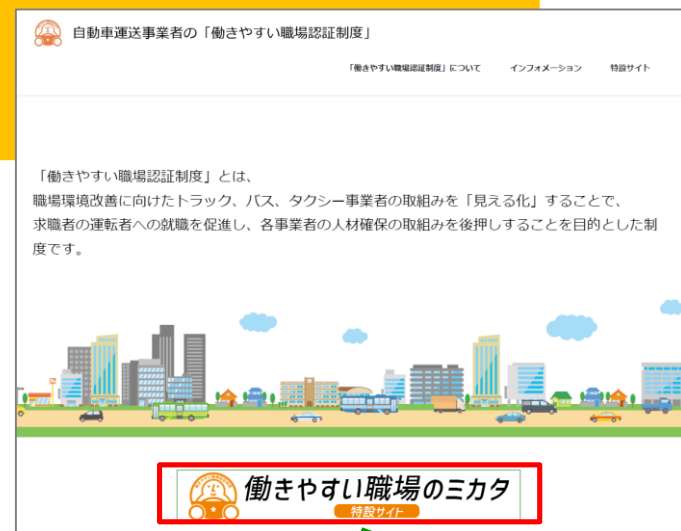 自動車運送事業者の「働きやすい職場認証制度」
「働きやすい職場認証制度」について　インフォメーション　特設サイト
「働きやすい職場認証制度」とは、
職場環境改善に向けたトラック、バス、タクシー事業者の取組みを「見える化」することで、
求職者の運転者への就職を促進し、各事業者の人材確保の取組みを後押しすることを目的とした制
度です。
働きやすい職場のミカタ
特設サイト